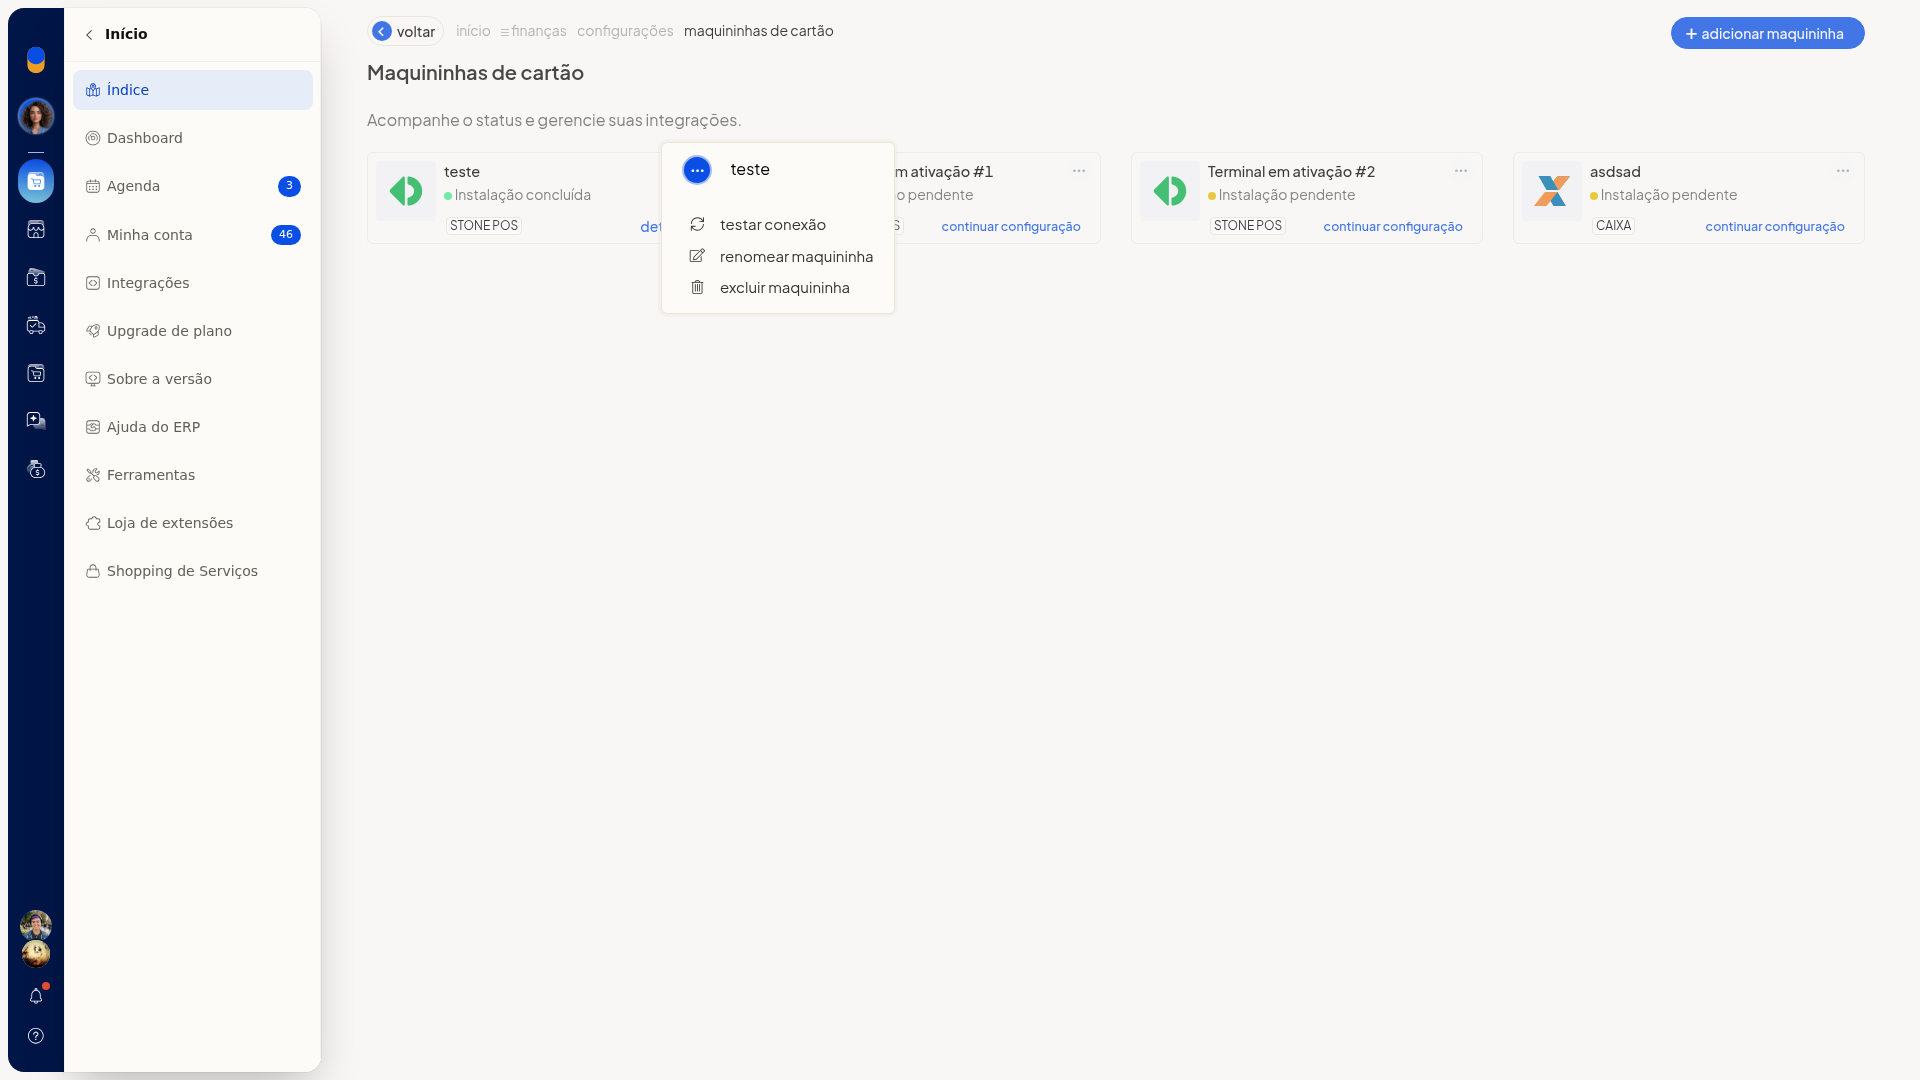 Início
Índice
Dashboard
Agenda 3
Minha conta 46
Integrações
Upgrade de plano
Sobre a versão
Ajuda do ERP
Ferramentas
Loja de extensões
Shopping de Serviços
voltar início finanças configurações maquininhas de cartão
+ adicionar maquininha
Maquininhas de cartão
Acompanhe o status e gerencie suas integrações.
teste
Instalação concluída
STONE POS
det
teste
testar conexão
renomear maquininha
excluir maquininha
m ativação #1
o pendente
S continuar configuração
Terminal em ativação #2
Instalação pendente
STONE POS continuar configuração
asdsad
Instalação pendente
CAIXA continuar configuração